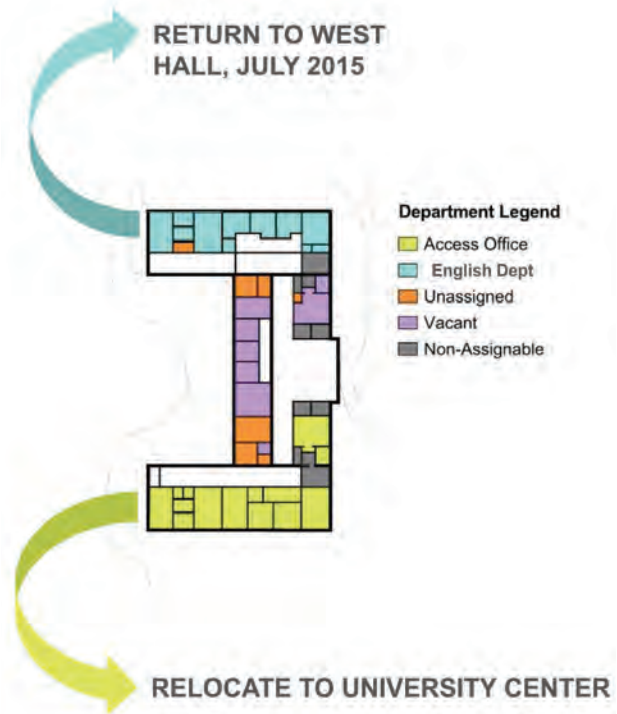 RETURN TO WEST
HALL, JULY 2015
Department Legend
Access Office
English Dept
Unassigned
Vacant
Non-Assignable
RELOCATE TO UNIVERSITY CENTER